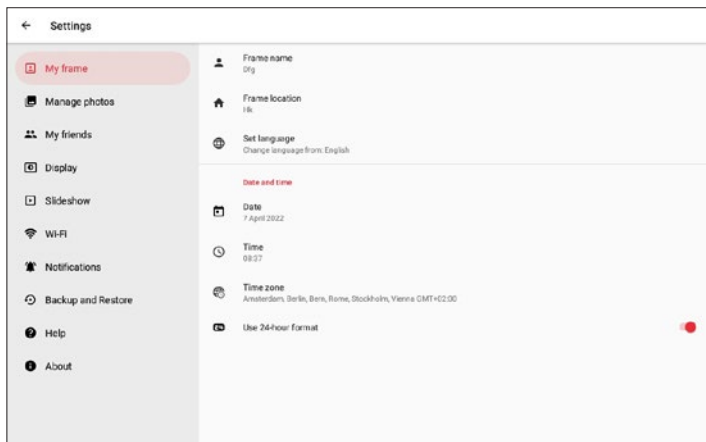 Settings
My frame
Manage photos
My friends
Display
Slideshow
Wi-Fi
Notifications
Backup and Restore
Help
About
Frame name
Dfg
Frame location
Hk
Set language
Change language from: English
Date and time
Date
7 April 2022
Time
08:37
Time zone
Amsterdam, Berlin, Bern, Rome, Stockholm, Vienna GMT+02:00
Use 24-hour format